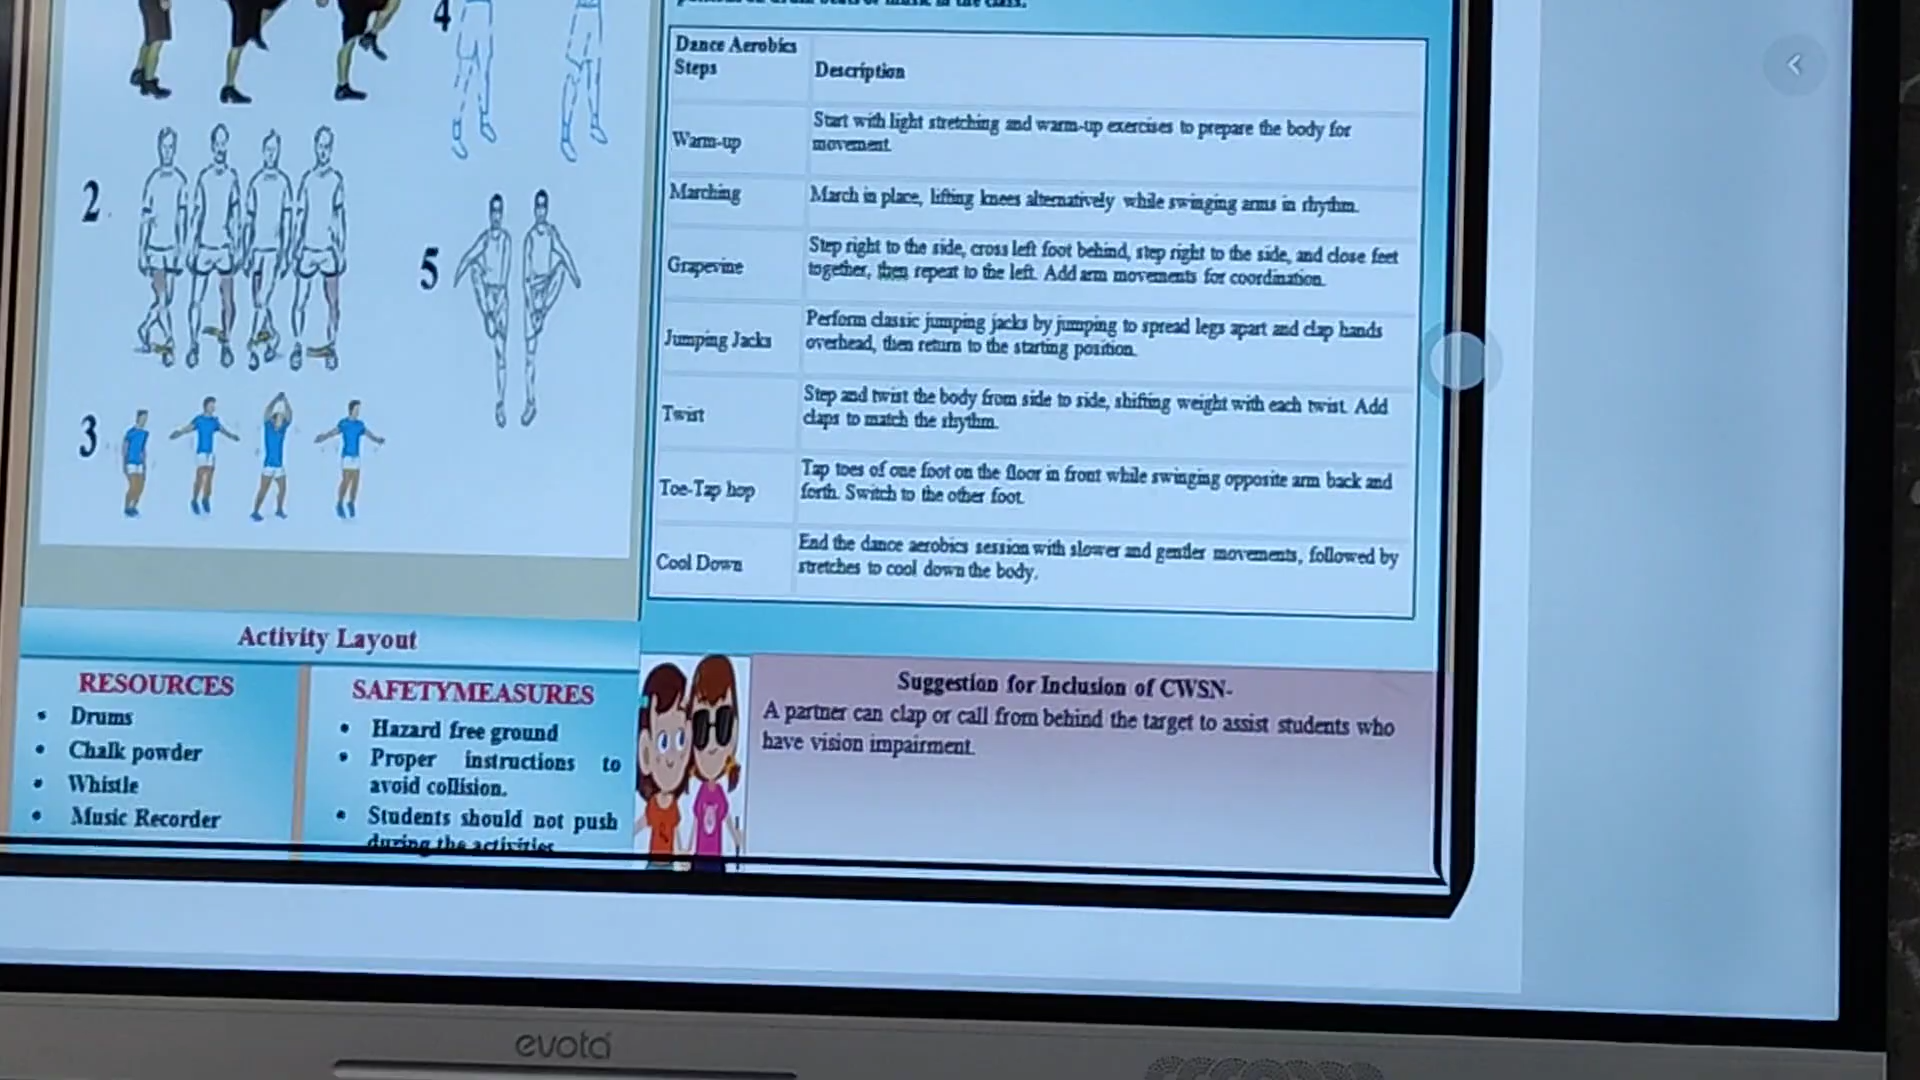 4
2
5
3
Dance Aerobics
Steps
Description
Warm-up
Start with light stretching and warm-up exercises to prepare the body for
movement.
Marching
March in place, lifting knees alternatively while swinging arms in rhythm.
Grapevine
Step right to the side, cross left foot behind, step right to the side, and close feet
together, then repeat to the left. Add arm movements for coordination.
Jumping Jacks
Perform classic jumping jacks by jumping to spread legs apart and clap hands
overhead, then return to the starting position.
Twist
Step and twist the body from side to side, shifting weight with each twist. Add
claps to match the rhythm.
Toe-Tap hop
Tap toes of one foot on the floor in front while swinging opposite arm back and
forth. Switch to the other foot.
Cool Down
End the dance aerobics session with slower and gentler movements, followed by
stretches to cool down the body.
Activity Layout
RESOURCES
• Drums
• Chalk powder
• Whistle
• Music Recorder
SAFETYMEASURES
• Hazard free ground
• Proper instructions to
avoid collision.
• Students should not push
during the activities
Suggestion for Inclusion of CWSN-
A partner can clap or call from behind the target to assist students who
have vision impairment.
evota